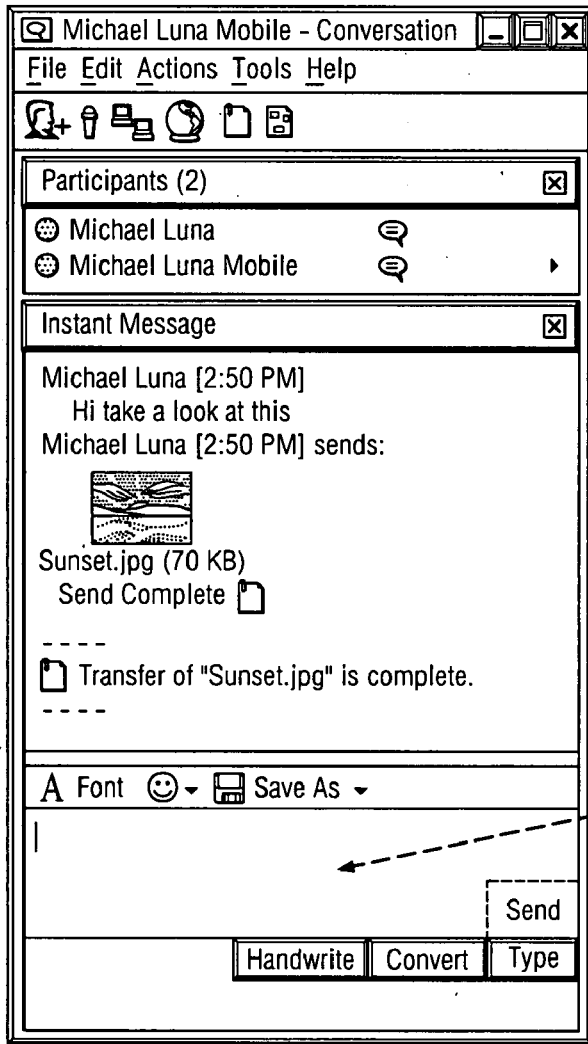 Michael Luna Mobile - Conversation
File Edit Actions Tools Help
Participants (2)
Michael Luna
Michael Luna Mobile
Instant Message
Michael Luna [2:50 PM]
Hi take a look at this
Michael Luna [2:50 PM] sends:
Sunset.jpg (70 KB)
Send Complete
- - - -
Transfer of "Sunset.jpg" is complete.
- - - -
A Font Save As
Send
Handwrite Convert Type